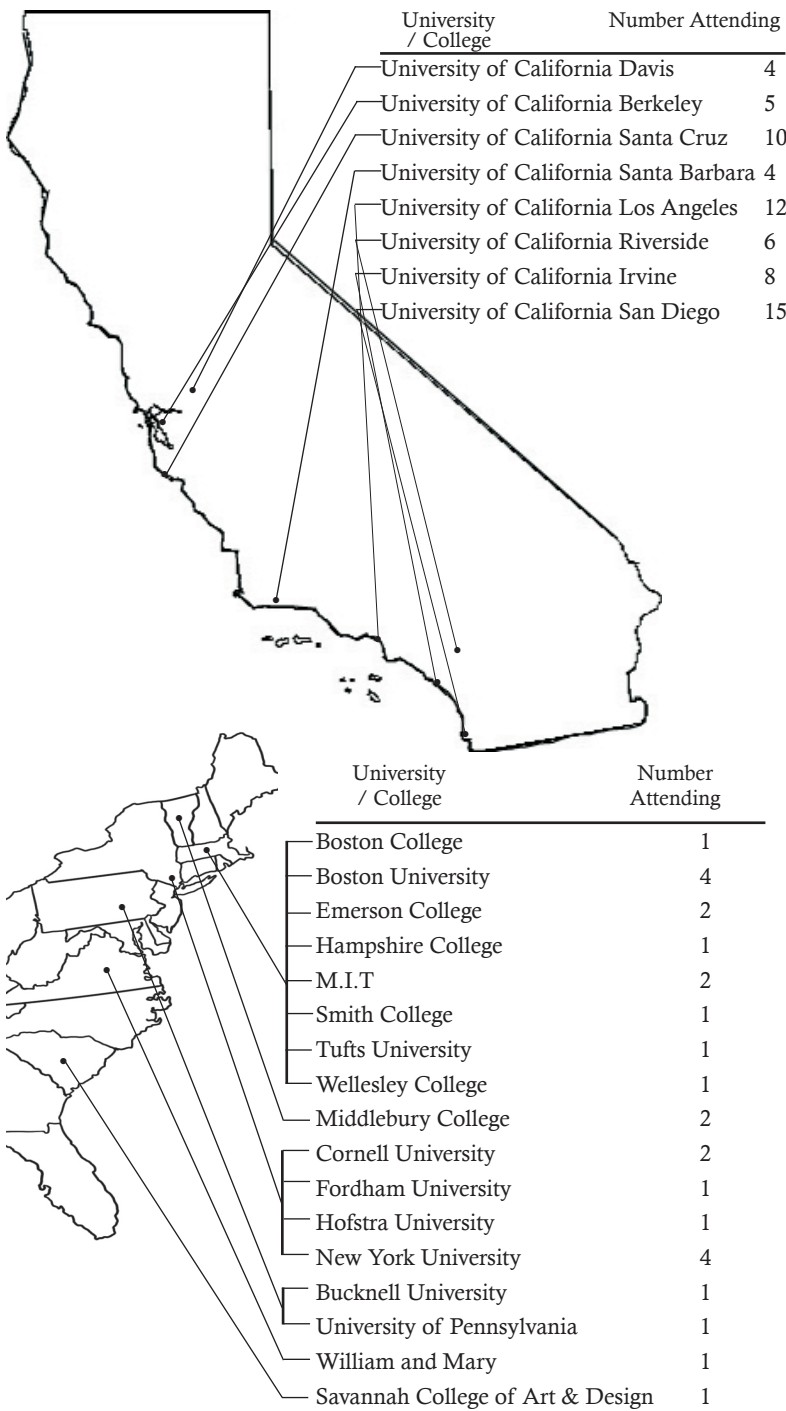 University Number Attending
/ College
University of California Davis 4
University of California Berkeley 5
University of California Santa Cruz 10
University of California Santa Barbara 4
University of California Los Angeles 12
University of California Riverside 6
University of California Irvine 8
University of California San Diego 15
University Number
/ College Attending
Boston College 1
Boston University 4
Emerson College 2
Hampshire College 1
M.I.T 2
Smith College 1
Tufts University 1
Wellesley College 1
Middlebury College 2
Cornell University 2
Fordham University 1
Hofstra University 1
New York University 4
Bucknell University 1
University of Pennsylvania 1
William and Mary 1
Savannah College of Art & Design 1